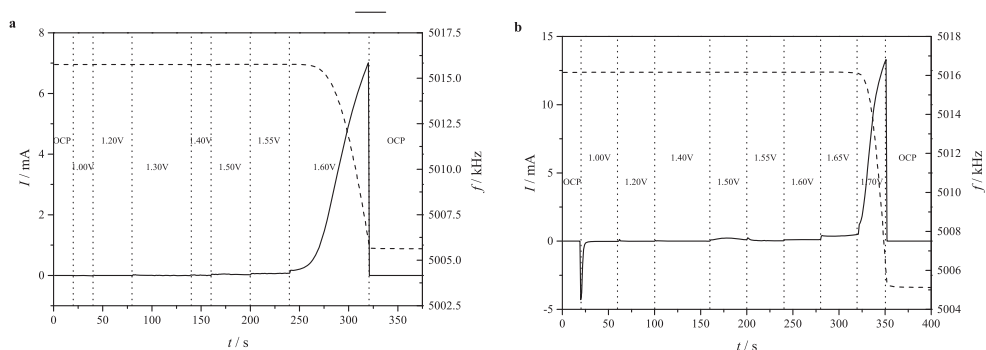 a
8
6
4
2
0
I / mA
5017.5
5015.0
5012.5
5010.0
5007.5
5005.0
5002.5
f / kHz
OCP
1.00V
1.20V
1.30V
1.40V
1.50V
1.55V
1.60V
OCP
0 50 100 150 200 250 300 350
t / s
b
15
10
5
0
-5
I / mA
5018
5016
5014
5012
5010
5008
5006
5004
f / kHz
OCP
1.00V
1.20V
1.40V
1.50V
1.55V
1.60V
1.65V
1.70V
OCP
0 50 100 150 200 250 300 350 400
t / s